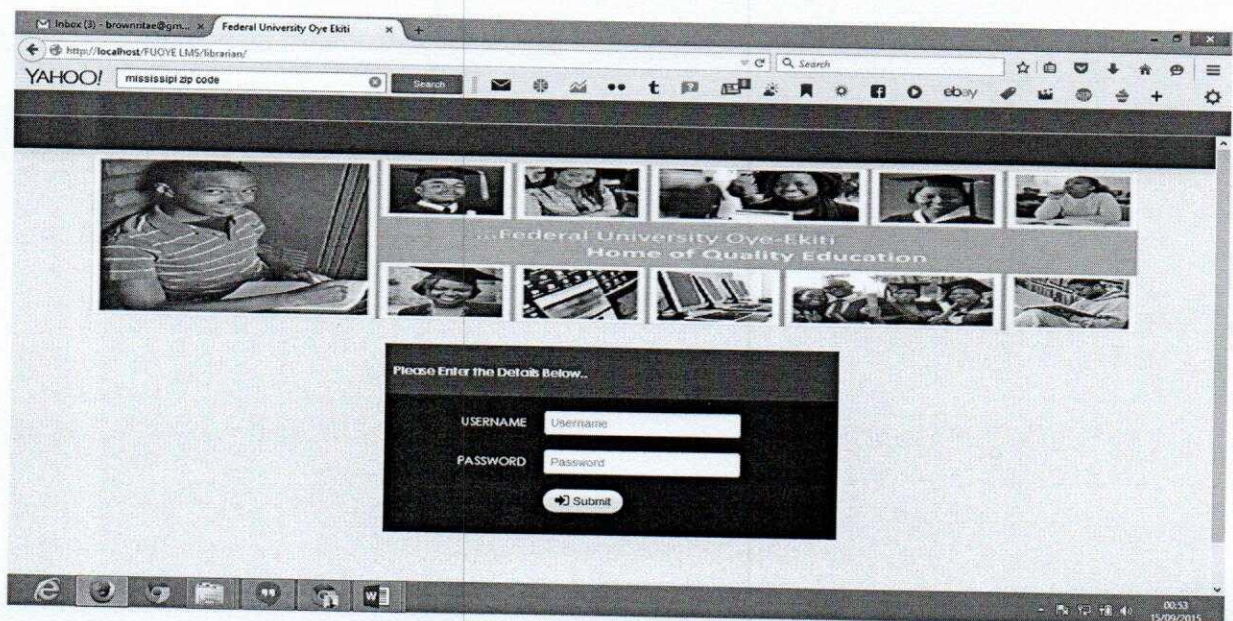 Inbox (3) - brownritae@gm... × Federal University Oye Ekiti × +
http://localhost/FUOYE LMS/librarian/
Search
YAHOO! mississipi zip code Search ebay
...Federal University Oye-Ekiti
Home of Quality Education
Please Enter the Details Below..
USERNAME Username
PASSWORD Password
Submit
00:53
15/09/2015